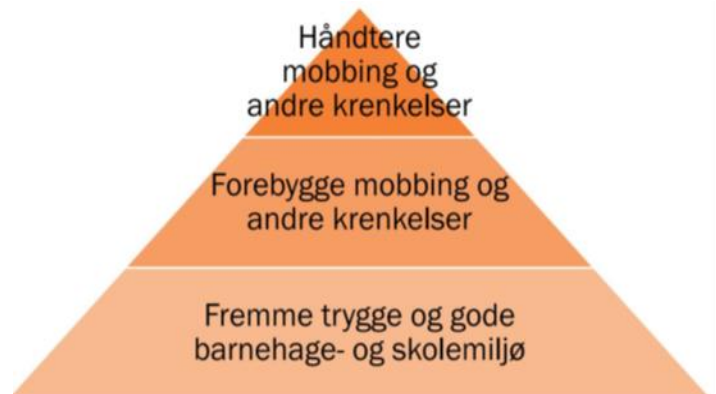 Håndtere
mobbing og
andre krenkelser
Forebygge mobbing og
andre krenkelser
Fremme trygge og gode
barnehage- og skolemiljø